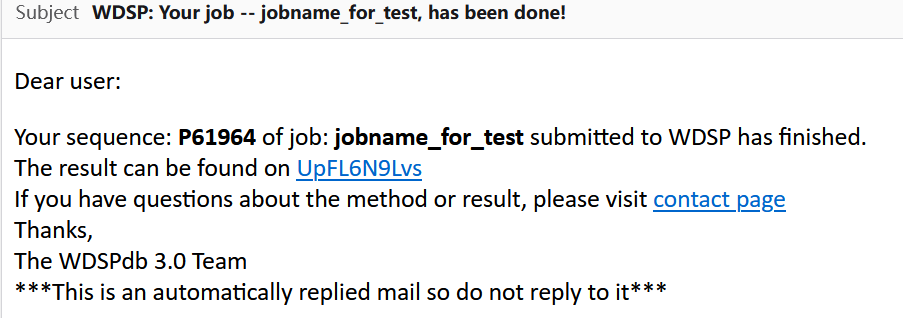 Subject WDSP: Your job -- jobname_for_test, has been done!
Dear user:
Your sequence: P61964 of job: jobname_for_test submitted to WDSP has finished.
The result can be found on UpFL6N9Lvs
If you have questions about the method or result, please visit contact page
Thanks,
The WDSPdb 3.0 Team
***This is an automatically replied mail so do not reply to it***